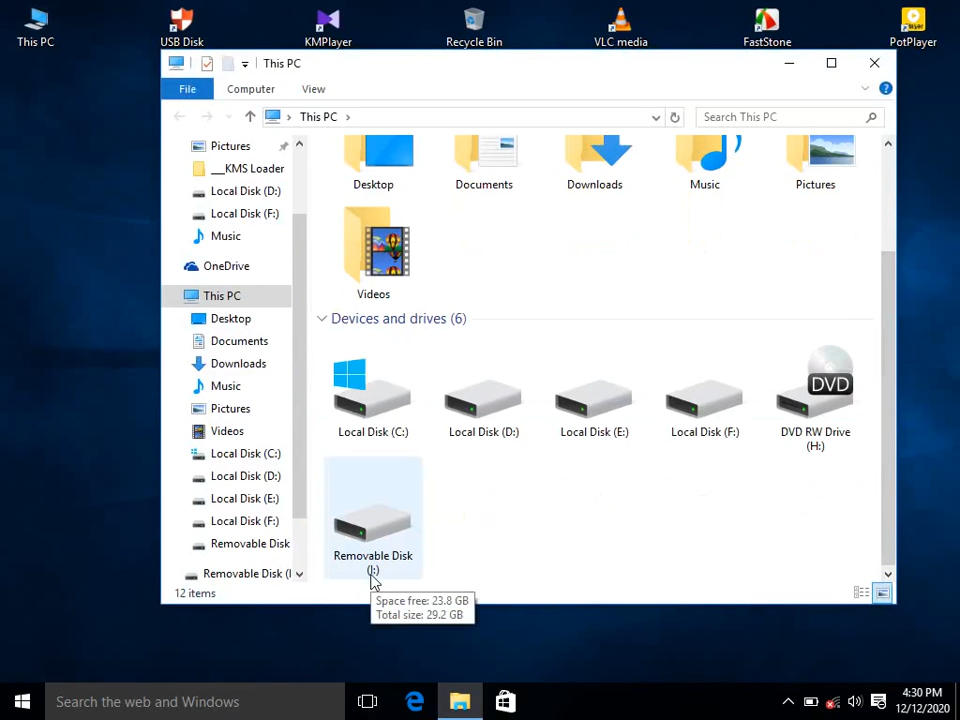 This PC
USB Disk
KMPlayer
Recycle Bin
VLC media
FastStone
PotPlayer
This PC
File
Computer
View
This PC
Search This PC
Pictures
__KMS Loader
Local Disk (D:)
Local Disk (F:)
Music
OneDrive
This PC
Desktop
Documents
Downloads
Music
Pictures
Videos
Local Disk (C:)
Local Disk (D:)
Local Disk (E:)
Local Disk (F:)
Removable Disk
Removable Disk (I
Desktop
Documents
Downloads
Music
Pictures
Videos
Devices and drives (6)
Local Disk (C:)
Local Disk (D:)
Local Disk (E:)
Local Disk (F:)
DVD
DVD RW Drive
(H:)
Removable Disk
(I:)
Space free: 23.8 GB
Total size: 29.2 GB
12 items
Search the web and Windows
4:30 PM
12/12/2020